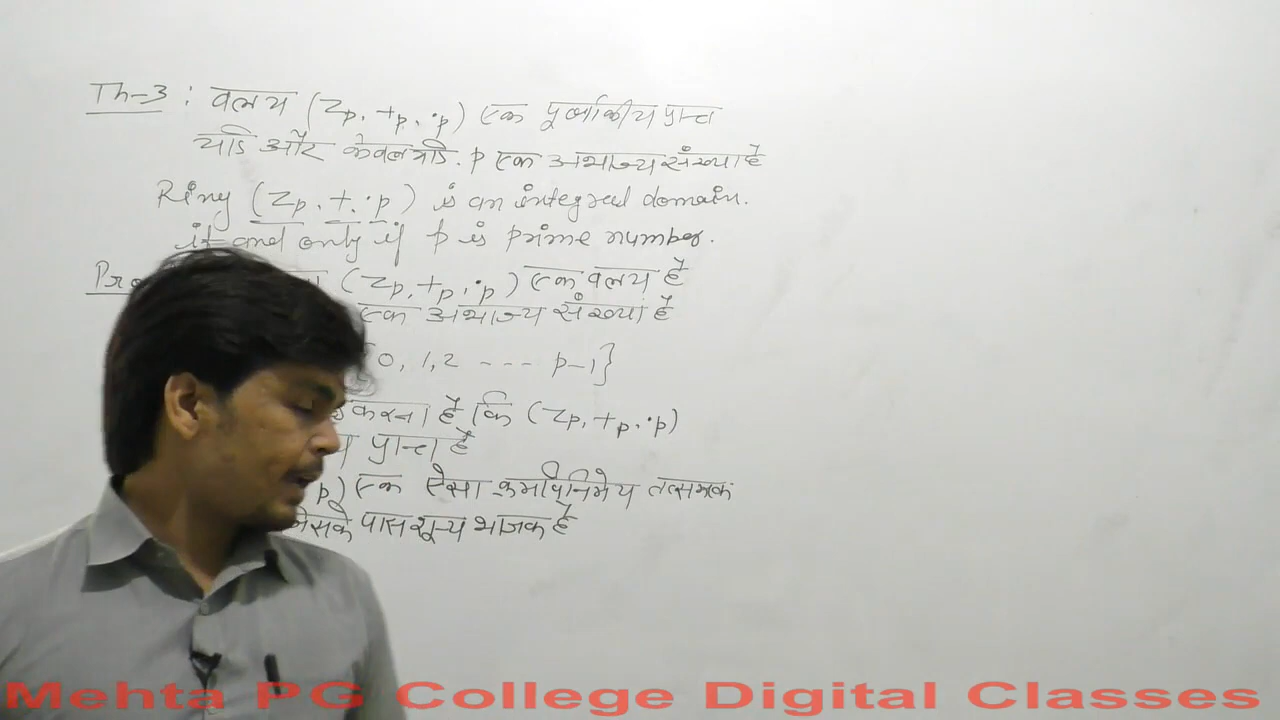 Th-3 : वलय (Zp, +p, ·p) एक पूर्णांकीय प्रान्त
यदि और केवल यदि p एक अभाज्य संख्या है
Ring (Zp, +, ·p) is an integral domain.
if and only if p is prime number.
(Zp, +p, ·p) एक वलय है
एक अभाज्य संख्या है
0, 1, 2 ---- p-1}
करना है कि (Zp, +p, ·p)
प्रान्त है
p) एक ऐसा क्रमविनिमेय तत्समक
जिसके पास शून्य भाजक है
Mehta PG College Digital Classes